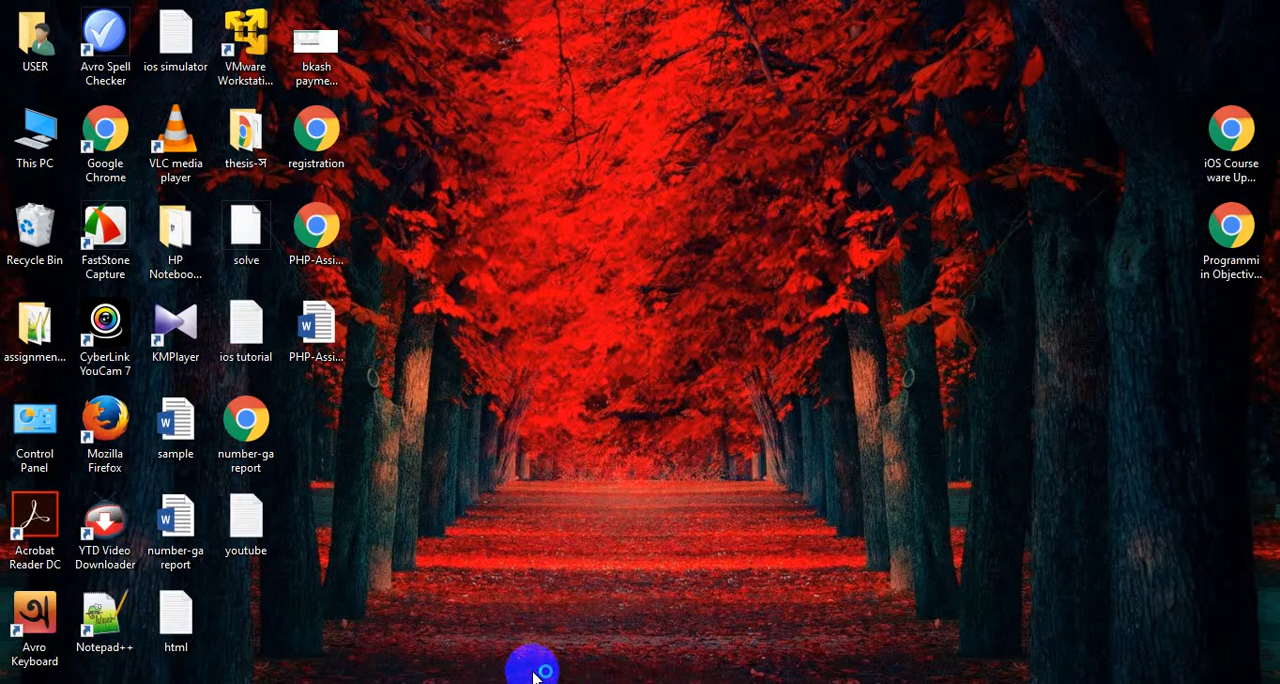 USER
Avro Spell
Checker
ios simulator
VMware
Workstati...
bkash
payme...
This PC
Google
Chrome
VLC media
player
thesis-স
registration
iOS Course
ware Up...
Recycle Bin
FastStone
Capture
HP
Noteboo...
solve
PHP-Assi...
Programmi
in Objectiv...
assignmen...
CyberLink
YouCam 7
KMPlayer
ios tutorial
PHP-Assi...
Control
Panel
Mozilla
Firefox
sample
number-ga
report
Acrobat
Reader DC
YTD Video
Downloader
number-ga
report
youtube
Avro
Keyboard
Notepad++
html